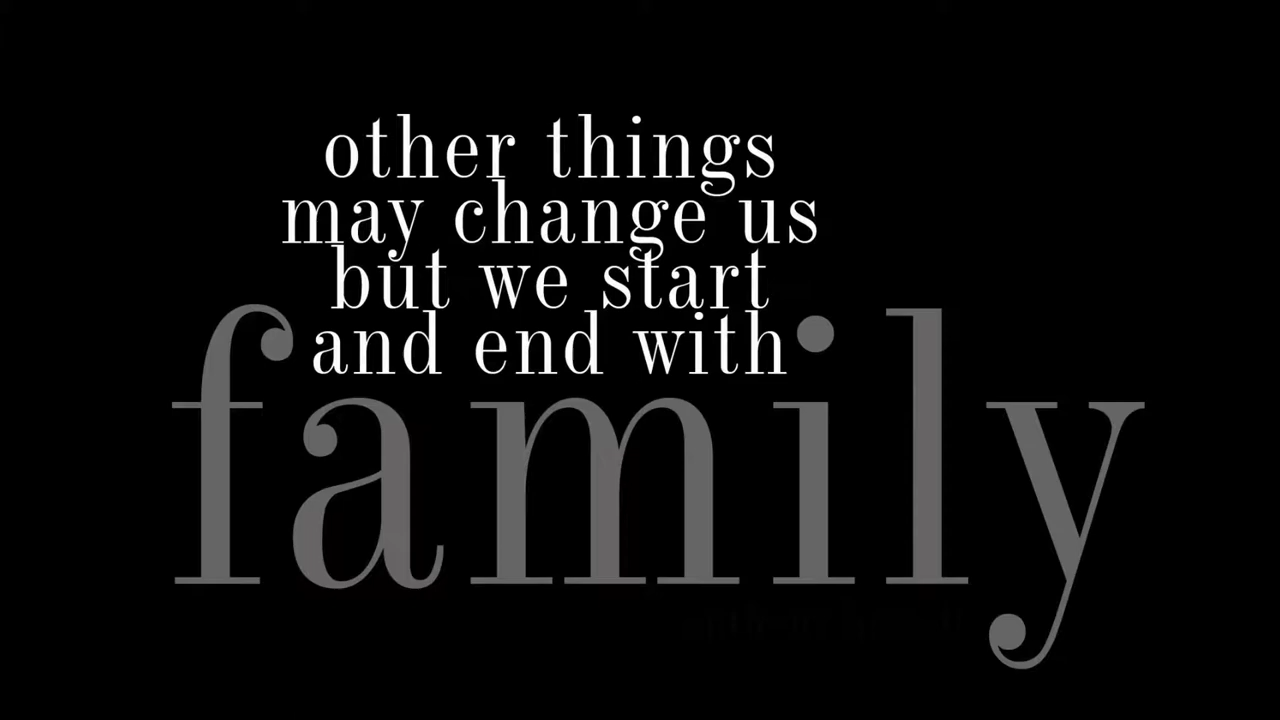 other things
may change us
but we start
and end with
family